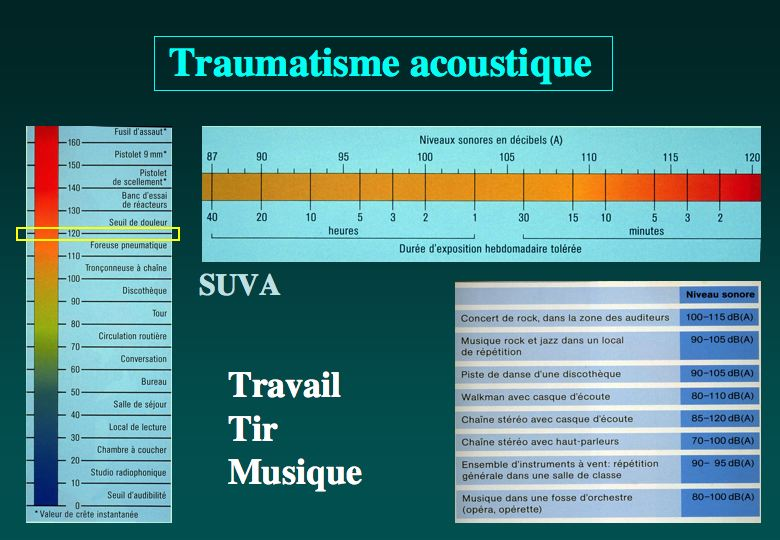 Traumatisme acoustique
Fusil d'assaut*
160
Pistolet 9 mm*
150
Pistolet
de scellement*
140
Banc d'essai
de réacteurs
130
Seuil de douleur
120
Foreuse pneumatique
110
Tronçonneuse à chaîne
100
Discothèque
90
Tour
80
Circulation routière
70
Conversation
60
Bureau
50
Salle de séjour
40
Local de lecture
30
Chambre à coucher
20
Studio radiophonique
10
Seuil d'audibilité
0
* Valeur de crête instantanée
Niveaux sonores en décibels (A)
87 90 95 100 105 110 115 120
40 20 10 5 3 2 1 30 15 10 5 3 2
heures minutes
Durée d'exposition hebdomadaire tolérée
SUVA
Travail
Tir
Musique
Niveau sonore
Concert de rock, dans la zone des auditeurs 100–115 dB(A)
Musique rock et jazz dans un local 90–105 dB(A)
de répétition
Piste de danse d'une discothèque 90–105 dB(A)
Walkman avec casque d'écoute 80–110 dB(A)
Chaîne stéréo avec casque d'écoute 85–120 dB(A)
Chaîne stéréo avec haut-parleurs 70–100 dB(A)
Ensemble d'instruments à vent: répétition 90– 95 dB(A)
générale dans une salle de classe
Musique dans une fosse d'orchestre 80–100 dB(A)
(opéra, opérette)